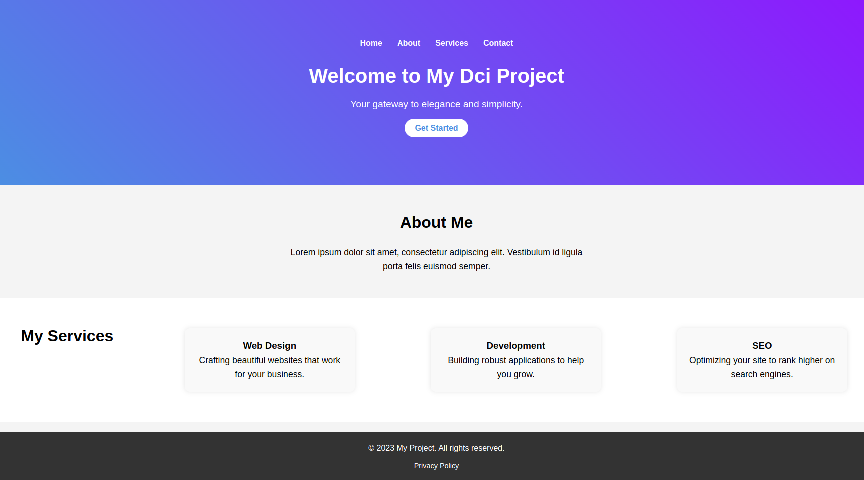 Home About Services Contact
Welcome to My Dci Project
Your gateway to elegance and simplicity.
Get Started
About Me
Lorem ipsum dolor sit amet, consectetur adipiscing elit. Vestibulum id ligula
porta felis euismod semper.
My Services
Web Design
Crafting beautiful websites that work
for your business.
Development
Building robust applications to help
you grow.
SEO
Optimizing your site to rank higher on
search engines.
© 2023 My Project. All rights reserved.
Privacy Policy